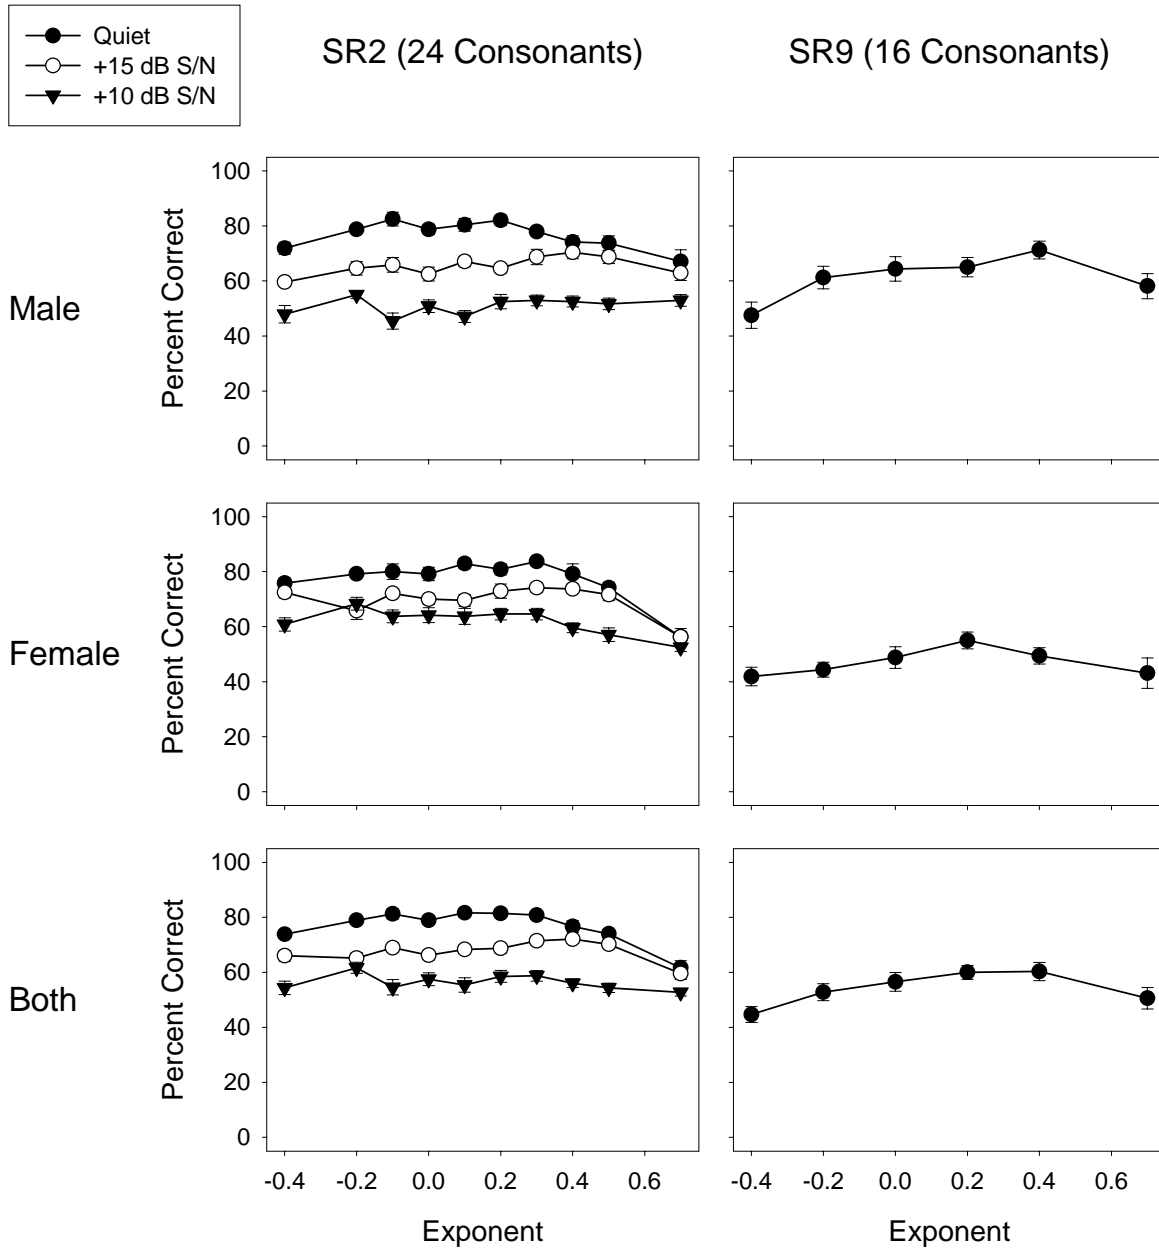 Quiet
+15 dB S/N
+10 dB S/N
SR2 (24 Consonants)
SR9 (16 Consonants)
Male
Percent Correct
100
80
60
40
20
0
Female
Percent Correct
100
80
60
40
20
0
Both
Percent Correct
100
80
60
40
20
0
-0.4 -0.2 0.0 0.2 0.4 0.6
-0.4 -0.2 0.0 0.2 0.4 0.6
Exponent
Exponent